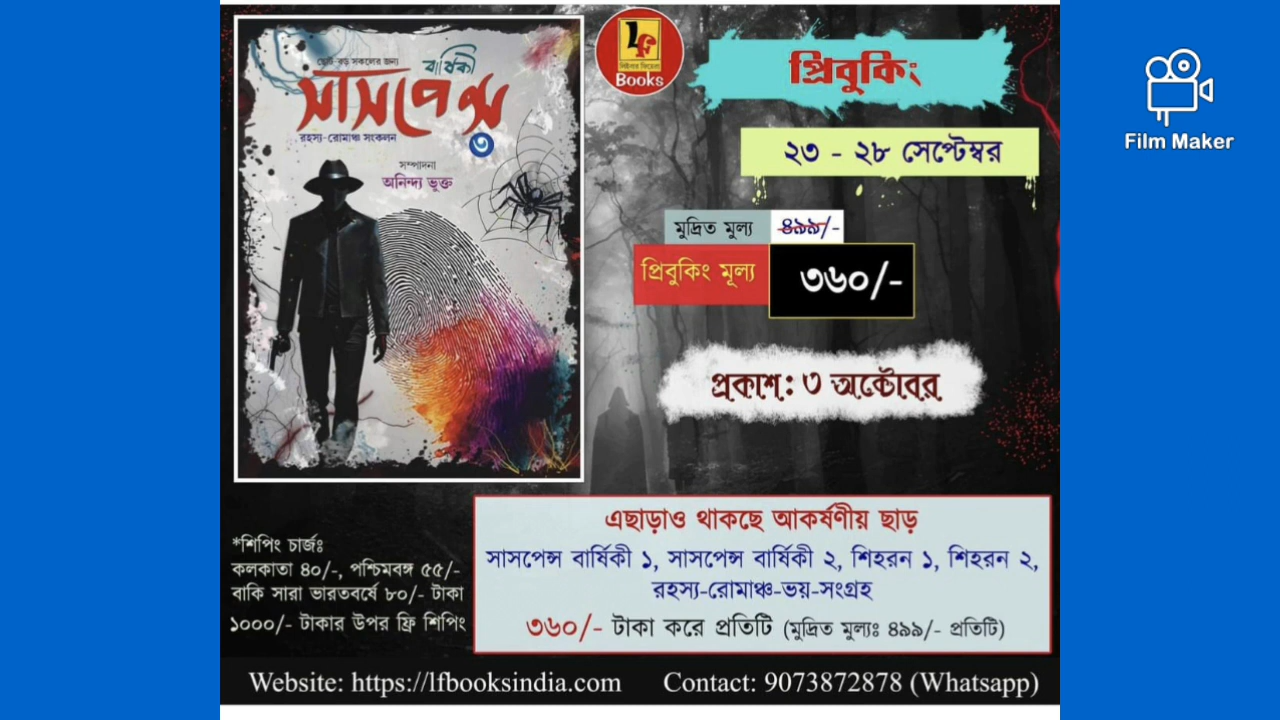 ছোট-বড় সকলের জন্য
বার্ষিকী
সাসপেন্স
রহস্য-রোমাঞ্চ সংকলন
৩
সম্পাদনা
অনিন্দ্য ভুক্ত
LF
Books
প্রিবুকিং
২৩ - ২৮ সেপ্টেম্বর
মুদ্রিত মুল্য ৪৯৯/-
প্রিবুকিং মূল্য ৩৬০/-
প্রকাশ: ৩ অক্টোবর
Film Maker
*শিপিং চার্জঃ
কলকাতা ৪০/-, পশ্চিমবঙ্গ ৫৫/-
বাকি সারা ভারতবর্ষে ৮০/- টাকা
১০০০/- টাকার উপর ফ্রি শিপিং
এছাড়াও থাকছে আকর্ষণীয় ছাড়
সাসপেন্স বার্ষিকী ১, সাসপেন্স বার্ষিকী ২, শিহরন ১, শিহরন ২,
রহস্য-রোমাঞ্চ-ভয়-সংগ্রহ
৩৬০/- টাকা করে প্রতিটি (মুদ্রিত মুল্যঃ ৪৯৯/- প্রতিটি)
Website: https://lfbooksindia.com Contact: 9073872878 (Whatsapp)